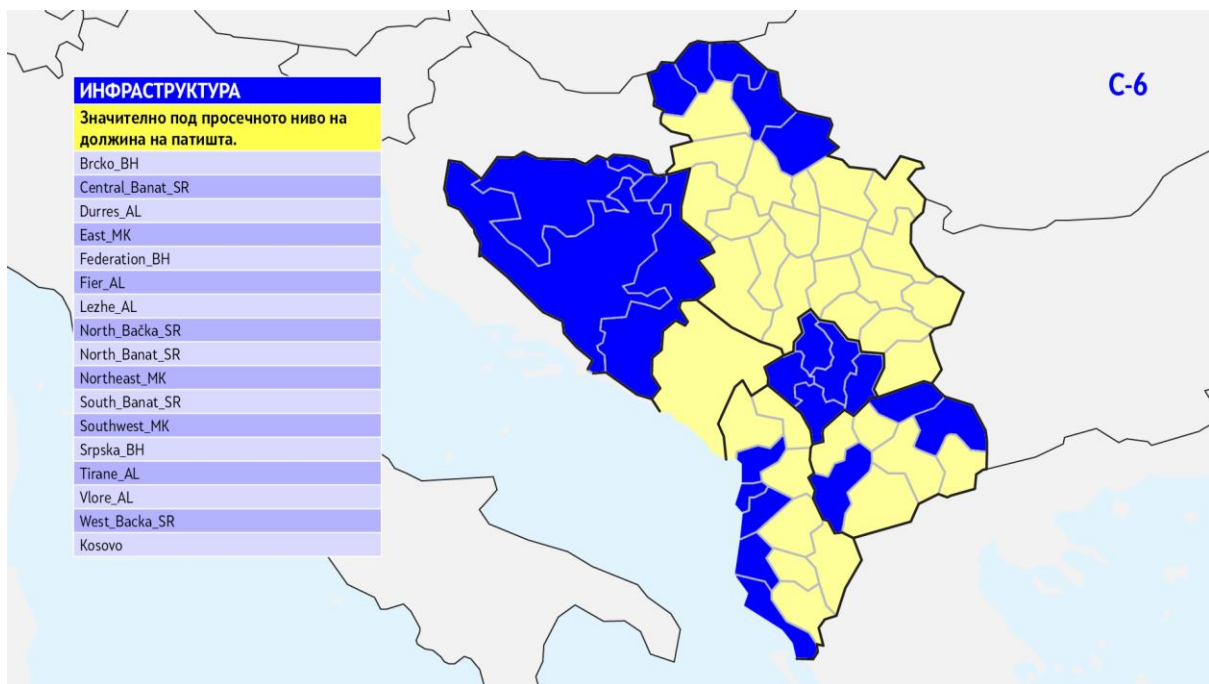 ИНФРАСТРУКТУРА
Значително под просечното ниво на
должина на патишта.
Brcko_BH
Central_Banat_SR
Durres_AL
East_MK
Federation_BH
Fier_AL
Lezhe_AL
North_Bačka_SR
North_Banat_SR
Northeast_MK
South_Banat_SR
Southwest_MK
Srpska_BH
Tirane_AL
Vlore_AL
West_Backa_SR
Kosovo
C-6